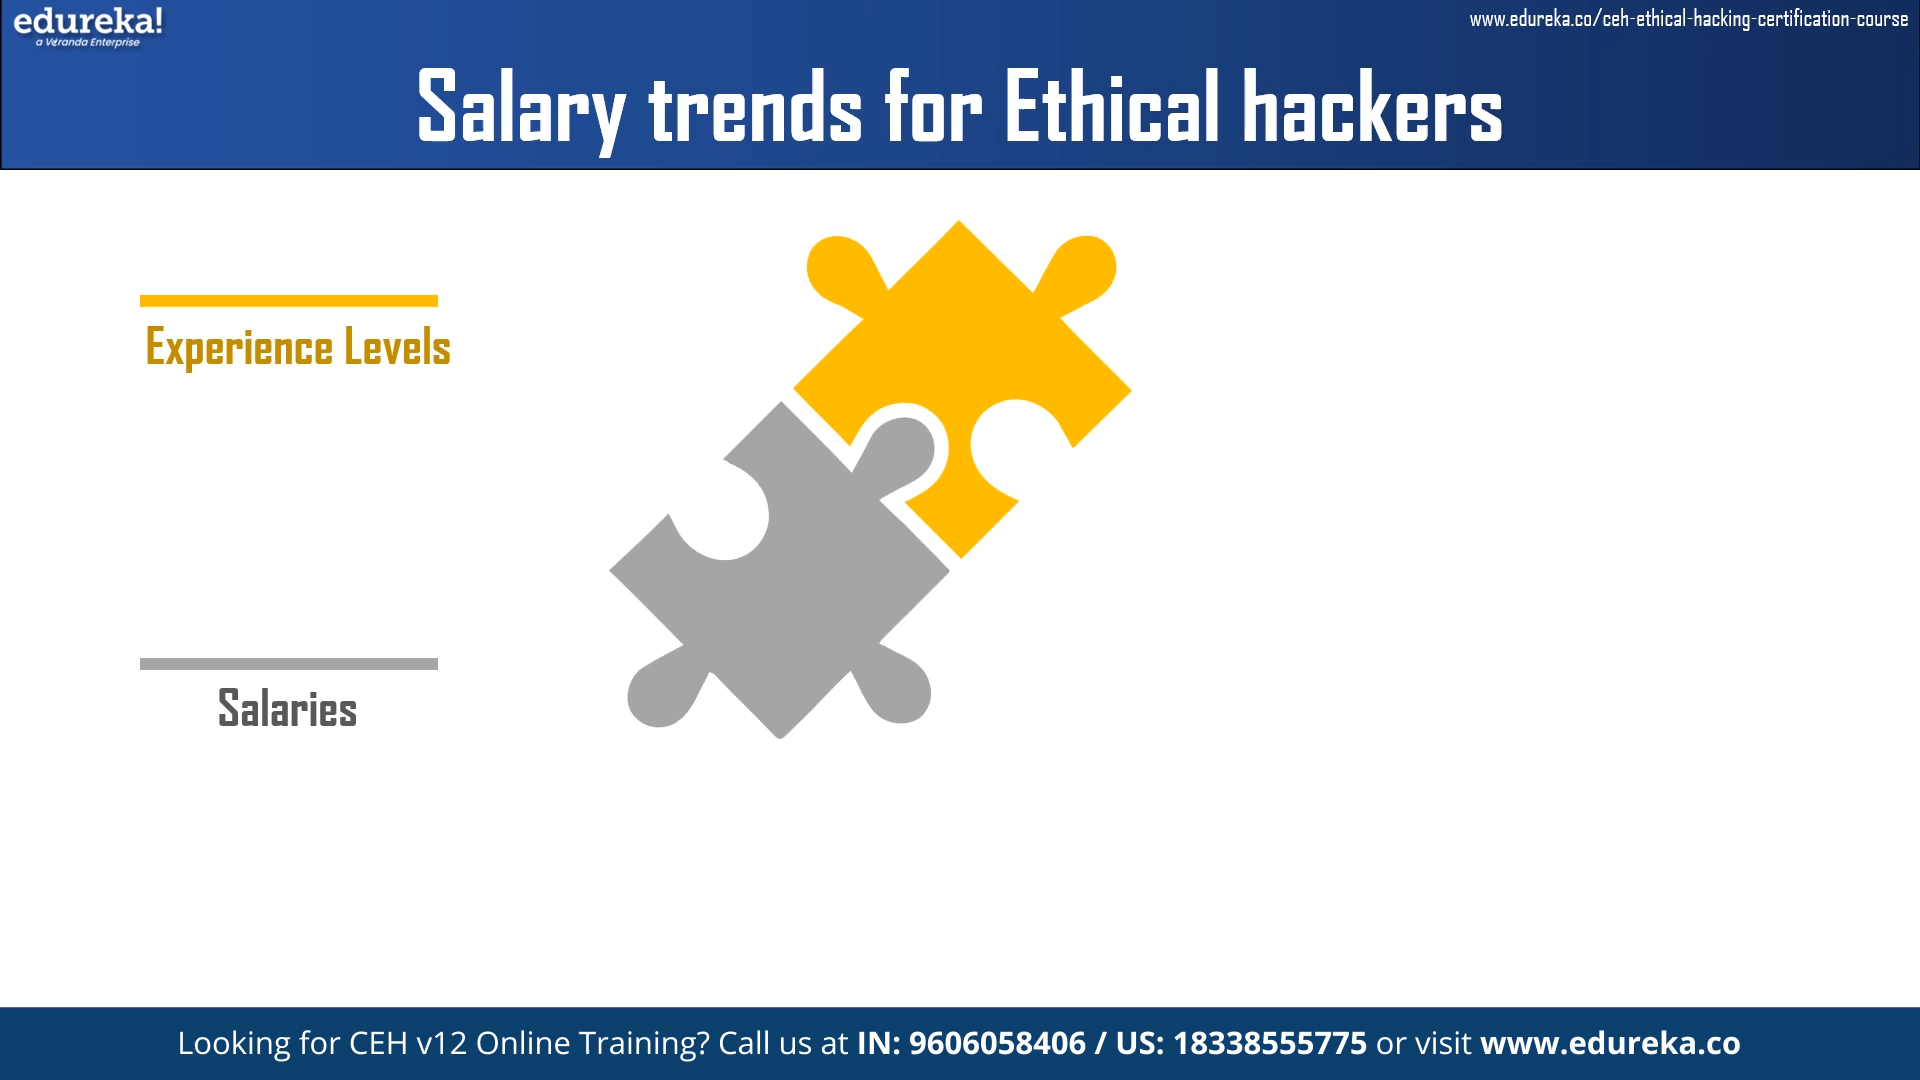 edureka!
a Veranda Enterprise
www.edureka.co/ceh-ethical-hacking-certification-course
Salary trends for Ethical hackers
Experience Levels
Salaries
Looking for CEH v12 Online Training? Call us at IN: 9606058406 / US: 18338555775 or visit www.edureka.co